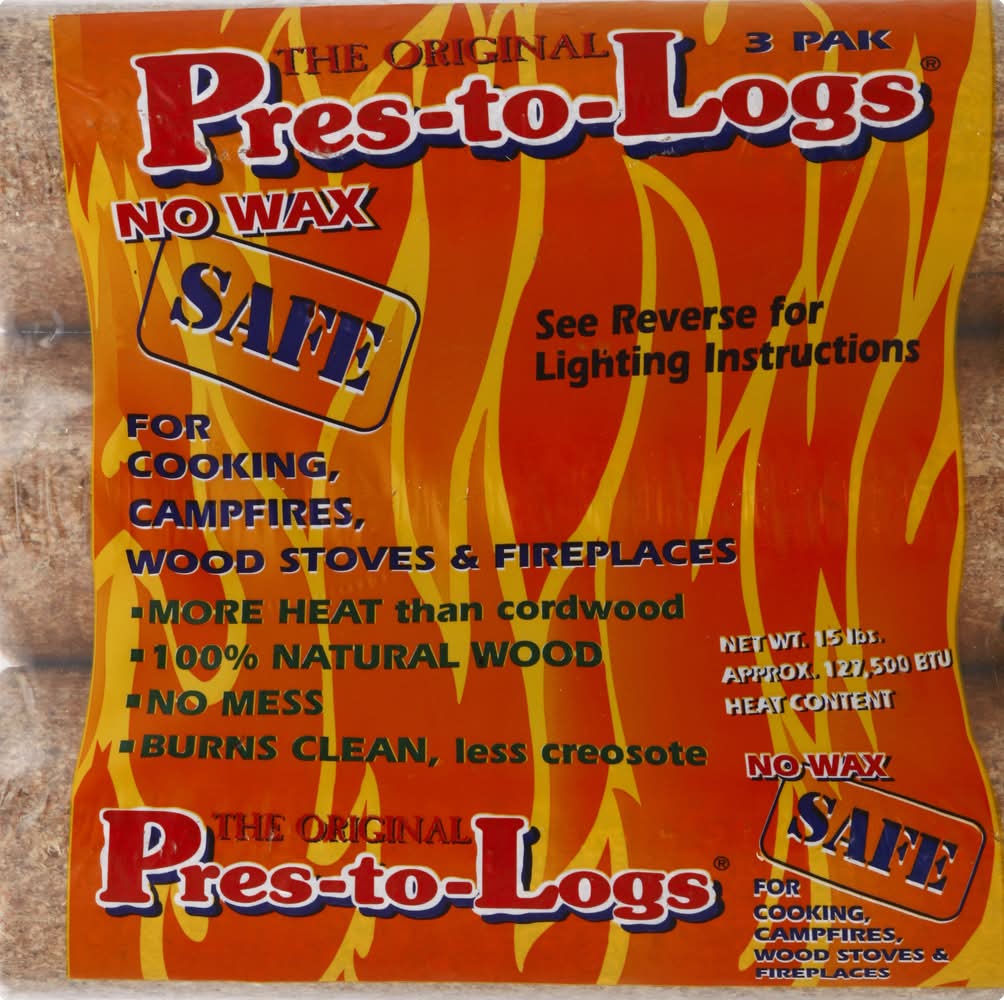 THE ORIGINAL
3 PAK
Pres-to-Logs®
NO WAX
SAFE
See Reverse for
Lighting Instructions
FOR
COOKING,
CAMPFIRES,
WOOD STOVES & FIREPLACES
▪MORE HEAT than cordwood
▪100% NATURAL WOOD
▪NO MESS
▪BURNS CLEAN, less creosote
NET WT. 15 lbs.
APPROX. 127,500 BTU
HEAT CONTENT
THE ORIGINAL
Pres-to-Logs®
NO WAX
SAFE
FOR
COOKING,
CAMPFIRES,
WOOD STOVES &
FIREPLACES